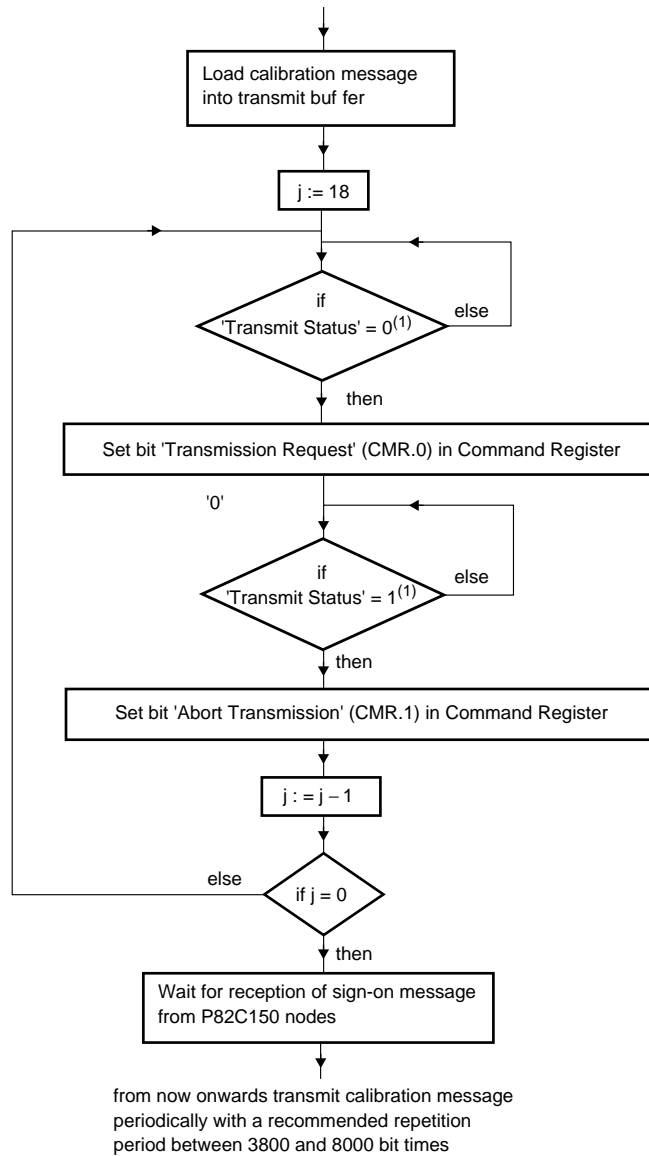 Load calibration message
into transmit buf fer
j := 18
if
'Transmit Status' = 0(1)
else
then
Set bit 'Transmission Request' (CMR.0) in Command Register
'0'
if
'Transmit Status' = 1(1)
else
then
Set bit 'Abort Transmission' (CMR.1) in Command Register
j : = j – 1
else
if j = 0
then
Wait for reception of sign-on message
from P82C150 nodes
from now onwards transmit calibration message
periodically with a recommended repetition
period between 3800 and 8000 bit times